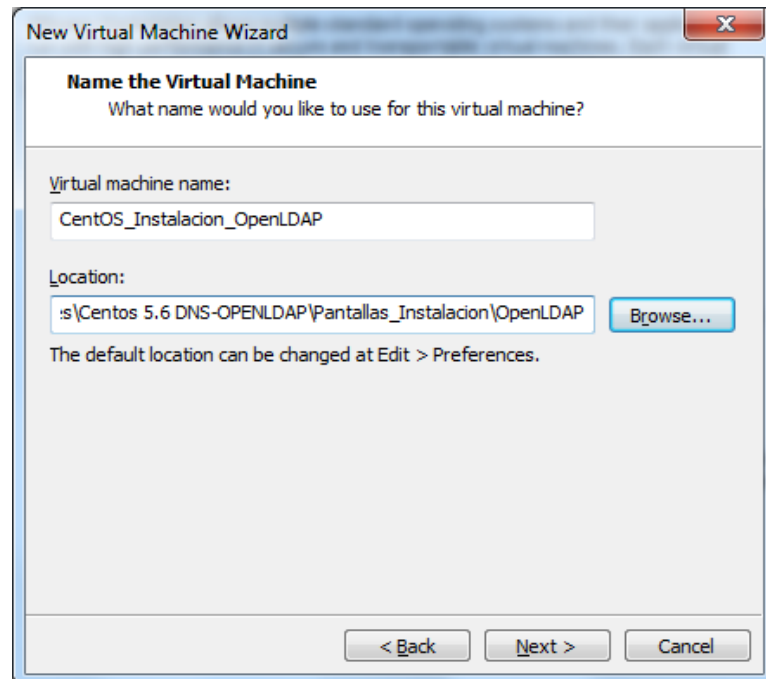 New Virtual Machine Wizard
Name the Virtual Machine
What name would you like to use for this virtual machine?
Virtual machine name:
CentOS_Instalacion_OpenLDAP
Location:
:s\Centos 5.6 DNS-OPENLDAP\Pantallas_Instalacion\OpenLDAP
Browse...
The default location can be changed at Edit > Preferences.
< Back
Next >
Cancel